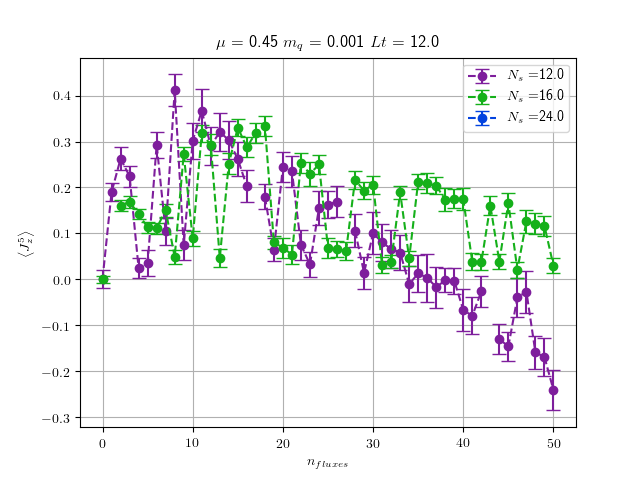 μ = 0.45 m_q = 0.001 Lt = 12.0
N_s =12.0
N_s =16.0
N_s =24.0
⟨J_z^5⟩
0.4
0.3
0.2
0.1
0.0
−0.1
−0.2
−0.3
0 10 20 30 40 50
n_{fluxes}